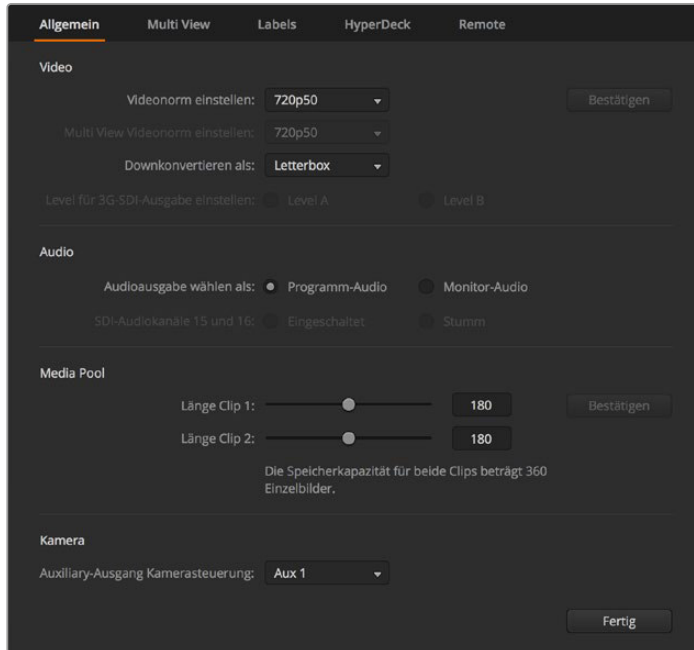 Allgemein Multi View Labels HyperDeck Remote
Video
Videonorm einstellen: 720p50 Bestätigen
Multi View Videonorm einstellen: 720p50
Downkonvertieren als: Letterbox
Level für 3G-SDI-Ausgabe einstellen: Level A Level B
Audio
Audioausgabe wählen als: Programm-Audio Monitor-Audio
SDI-Audiokanäle 15 und 16: Eingeschaltet Stumm
Media Pool
Länge Clip 1: 180 Bestätigen
Länge Clip 2: 180
Die Speicherkapazität für beide Clips beträgt 360
Einzelbilder.
Kamera
Auxiliary-Ausgang Kamerasteuerung: Aux 1
Fertig